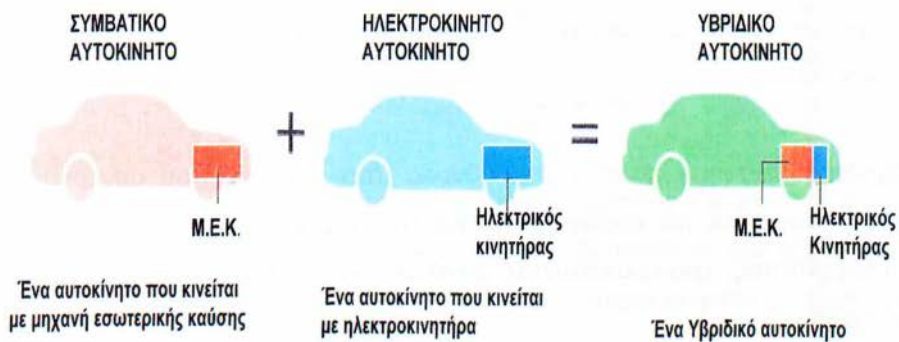 ΣΥΜΒΑΤΙΚΟ
ΑΥΤΟΚΙΝΗΤΟ
ΗΛΕΚΤΡΟΚΙΝΗΤΟ
ΑΥΤΟΚΙΝΗΤΟ
ΥΒΡΙΔΙΚΟ
ΑΥΤΟΚΙΝΗΤΟ
+
=
Μ.Ε.Κ.
Ηλεκτρικός
κινητήρας
Μ.Ε.Κ.
Ηλεκτρικός
Κινητήρας
Ένα αυτοκίνητο που κινείται
με μηχανή εσωτερικής καύσης
Ένα αυτοκίνητο που κινείται
με ηλεκτροκινητήρα
Ένα Υβριδικό αυτοκίνητο